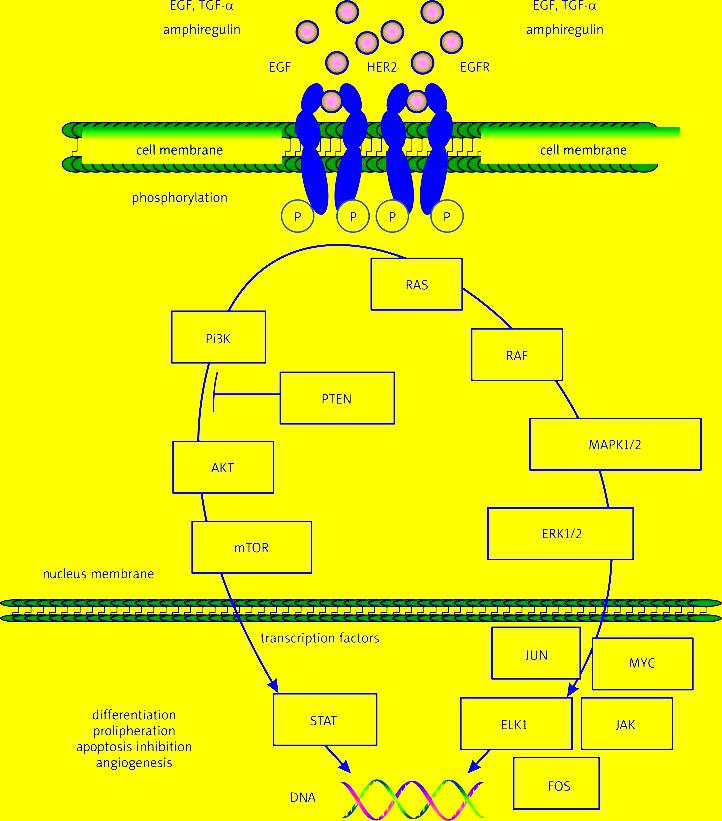 EGF, TGF-α
amphiregulin
EGF, TGF-α
amphiregulin
EGF
HER2
EGFR
cell membrane
cell membrane
phosphorylation
P
P
P
P
RAS
Pi3K
RAF
PTEN
MAPK1/2
AKT
ERK1/2
mTOR
nucleus membrane
transcription factors
JUN
MYC
STAT
ELK1
JAK
differentiation
prolipheration
apoptosis inhibition
angiogenesis
FOS
DNA